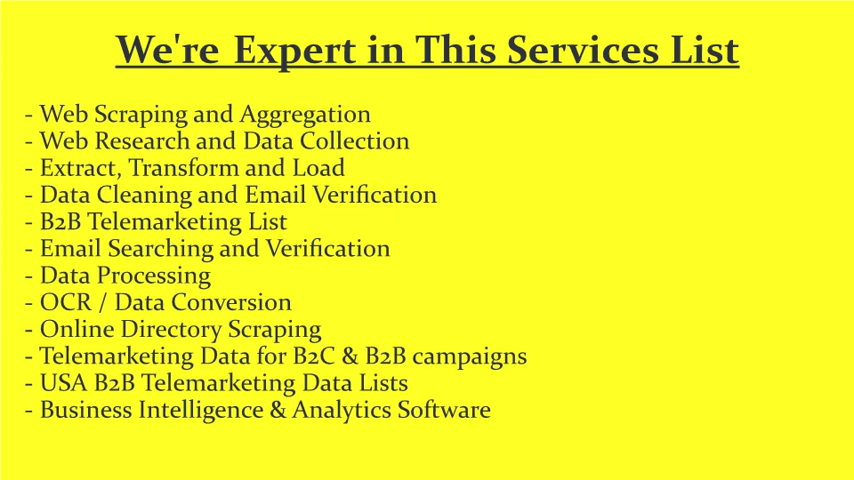 We're Expert in This Services List
- Web Scraping and Aggregation
- Web Research and Data Collection
- Extract, Transform and Load
- Data Cleaning and Email Verification
- B2B Telemarketing List
- Email Searching and Verification
- Data Processing
- OCR / Data Conversion
- Online Directory Scraping
- Telemarketing Data for B2C & B2B campaigns
- USA B2B Telemarketing Data Lists
- Business Intelligence & Analytics Software